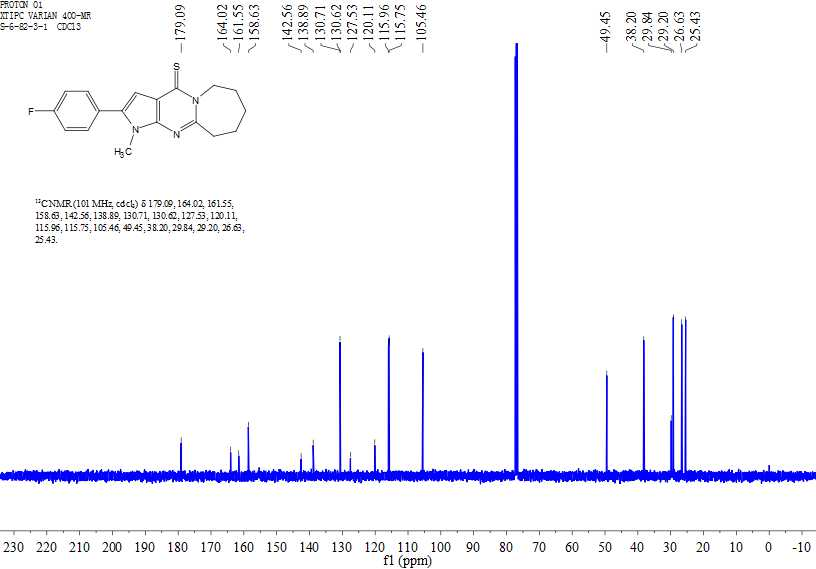 PROTON 01
XTIPC VARIAN 400-MR
S-6-82-3-1 CDCl3
179.09
164.02
161.55
158.63
142.56
138.89
130.71
130.62
127.53
120.11
115.96
115.75
105.46
49.45
38.20
29.84
29.20
26.63
25.43
S
F
N
N
N
H₃C
¹³C NMR (101 MHz, cdcl₃) δ 179.09, 164.02, 161.55,
158.63, 142.56, 138.89, 130.71, 130.62, 127.53, 120.11,
115.96, 115.75, 105.46, 49.45, 38.20, 29.84, 29.20, 26.63,
25.43.
230 220 210 200 190 180 170 160 150 140 130 120 110 100 90 80 70 60 50 40 30 20 10 0 -10
f1 (ppm)